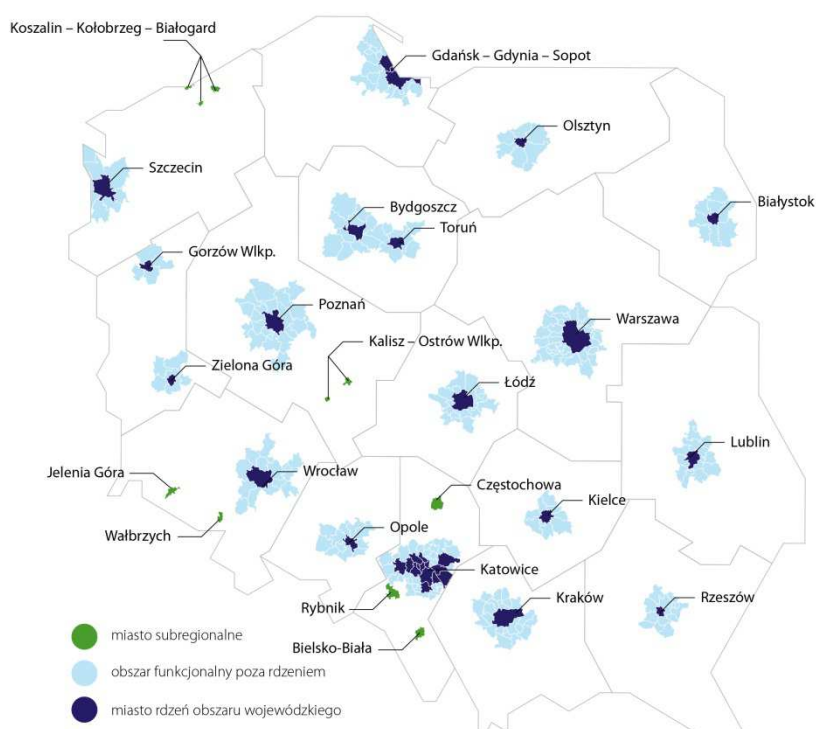 Koszalin – Kołobrzeg – Białogard
Gdańsk – Gdynia – Sopot
Olsztyn
Szczecin
Białystok
Bydgoszcz
Toruń
Gorzów Wlkp.
Poznań
Warszawa
Kalisz – Ostrów Wlkp.
Zielona Góra
Łódź
Lublin
Jelenia Góra
Wrocław
Częstochowa
Kielce
Wałbrzych
Opole
Katowice
Rybnik
Kraków
Rzeszów
Bielsko-Biała
miasto subregionalne
obszar funkcjonalny poza rdzeniem
miasto rdzeń obszaru wojewódzkiego